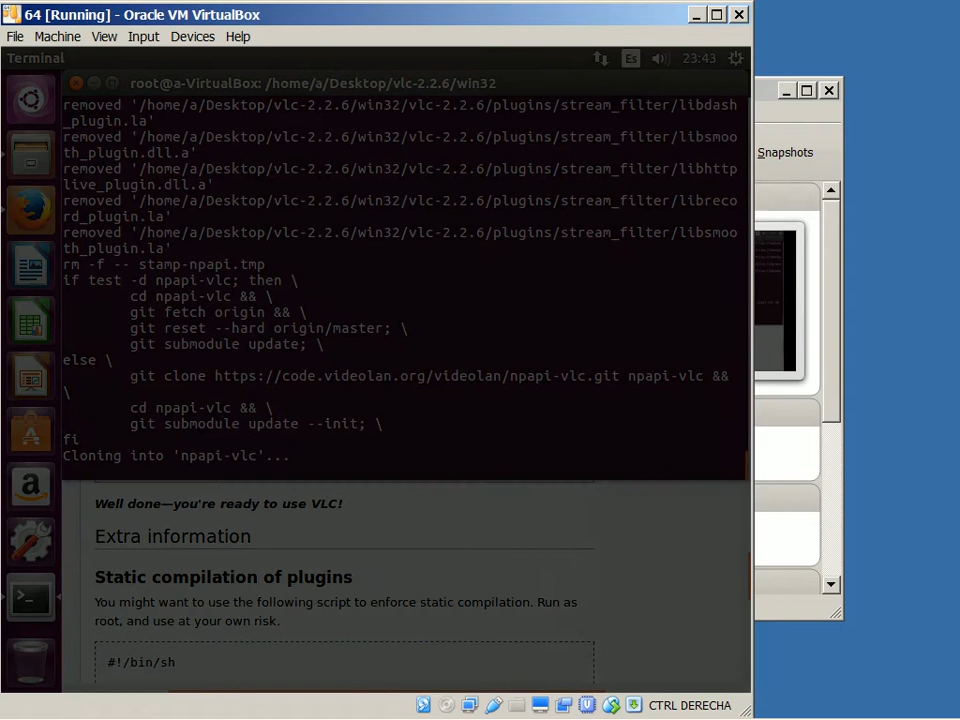 64 [Running] - Oracle VM VirtualBox
File Machine View Input Devices Help
Terminal
Es
23:43
root@a-VirtualBox: /home/a/Desktop/vlc-2.2.6/win32
removed '/home/a/Desktop/vlc-2.2.6/win32/vlc-2.2.6/plugins/stream_filter/libdash
_plugin.la'
removed '/home/a/Desktop/vlc-2.2.6/win32/vlc-2.2.6/plugins/stream_filter/libsmoo
th_plugin.dll.a'
removed '/home/a/Desktop/vlc-2.2.6/win32/vlc-2.2.6/plugins/stream_filter/libhttp
live_plugin.dll.a'
removed '/home/a/Desktop/vlc-2.2.6/win32/vlc-2.2.6/plugins/stream_filter/libreco
rd_plugin.la'
removed '/home/a/Desktop/vlc-2.2.6/win32/vlc-2.2.6/plugins/stream_filter/libsmoo
th_plugin.la'
rm -f -- stamp-npapi.tmp
if test -d npapi-vlc; then \
cd npapi-vlc && \
git fetch origin && \
git reset --hard origin/master; \
git submodule update; \
else \
git clone https://code.videolan.org/videolan/npapi-vlc.git npapi-vlc &&
\
cd npapi-vlc && \
git submodule update --init; \
fi
Cloning into 'npapi-vlc'...
Snapshots
Well done—you're ready to use VLC!
Extra information
Static compilation of plugins
You might want to use the following script to enforce static compilation. Run as
root, and use at your own risk.
#!/bin/sh
CTRL DERECHA